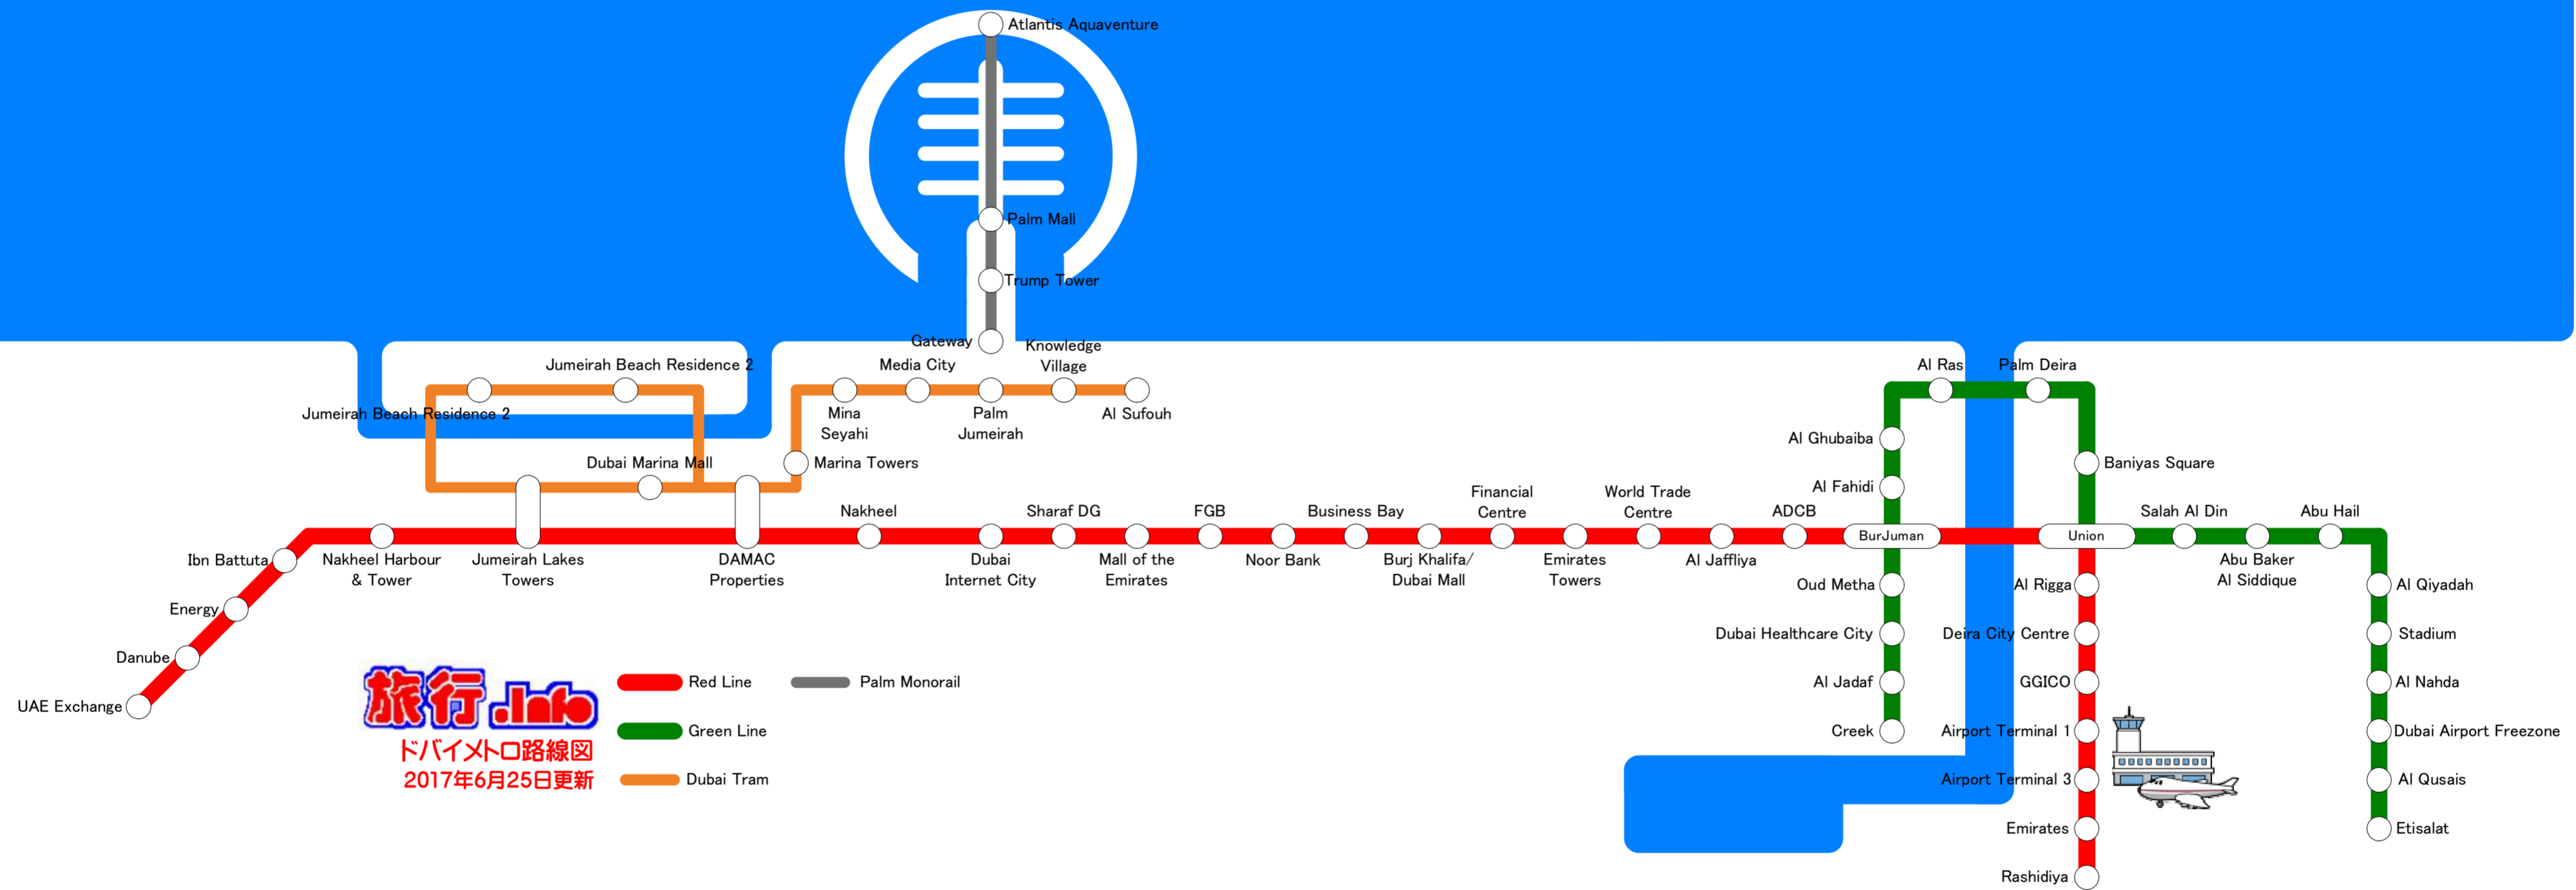 Atlantis Aquaventure
Palm Mall
Trump Tower
Gateway
Knowledge
Village
Jumeirah Beach Residence 2
Media City
Jumeirah Beach Residence 2
Mina
Seyahi
Palm
Jumeirah
Al Sufouh
Dubai Marina Mall
Marina Towers
Al Ras
Palm Deira
Al Ghubaiba
Al Fahidi
Baniyas Square
Nakheel
Sharaf DG
FGB
Business Bay
Financial
Centre
World Trade
Centre
ADCB
BurJuman
Union
Salah Al Din
Abu Hail
Ibn Battuta
Nakheel Harbour
& Tower
Jumeirah Lakes
Towers
DAMAC
Properties
Dubai
Internet City
Mall of the
Emirates
Noor Bank
Burj Khalifa/
Dubai Mall
Emirates
Towers
Al Jaffliya
Abu Baker
Al Siddique
Energy
Danube
UAE Exchange
Oud Metha
Dubai Healthcare City
Al Jadaf
Creek
Al Rigga
Deira City Centre
GGICO
Airport Terminal 1
Airport Terminal 3
Emirates
Rashidiya
Al Qiyadah
Stadium
Al Nahda
Dubai Airport Freezone
Al Qusais
Etisalat
旅行.Info
ドバイメトロ路線図
2017年6月25日更新
Red Line
Palm Monorail
Green Line
Dubai Tram